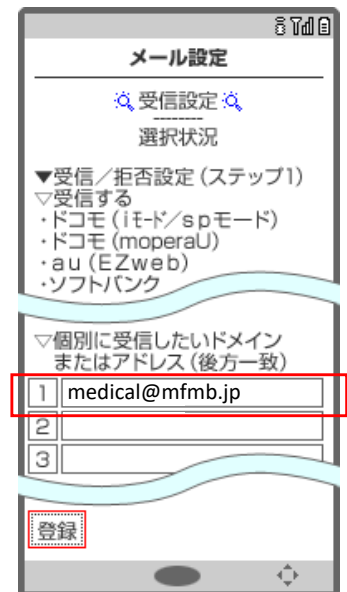 メール設定
受信設定
選択状況
▼受信／拒否設定（ステップ1）
▽受信する
・ドコモ（iモード／spモード）
・ドコモ（moperaU）
・au（EZweb）
・ソフトバンク
▽個別に受信したいドメイン
またはアドレス（後方一致）
1 medical@mfmb.jp
2
3
登録